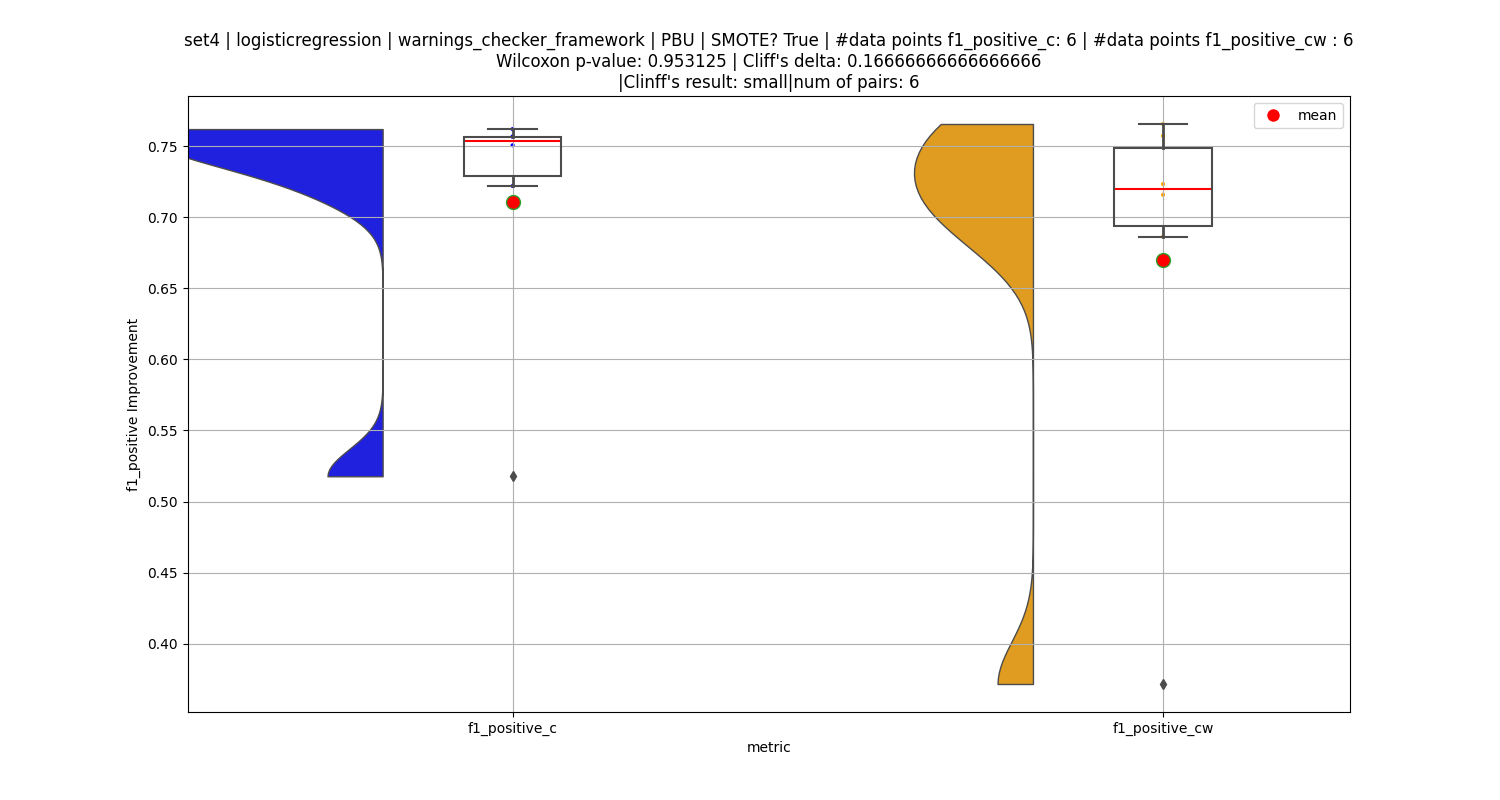 set4 | logisticregression | warnings_checker_framework | PBU | SMOTE? True | #data points f1_positive_c: 6 | #data points f1_positive_cw : 6
Wilcoxon p-value: 0.953125 | Cliff's delta: 0.16666666666666666
|Clinff's result: small|num of pairs: 6
mean
0.75
0.70
0.65
0.60
0.55
0.50
0.45
0.40
f1_positive Improvement
f1_positive_c
f1_positive_cw
metric